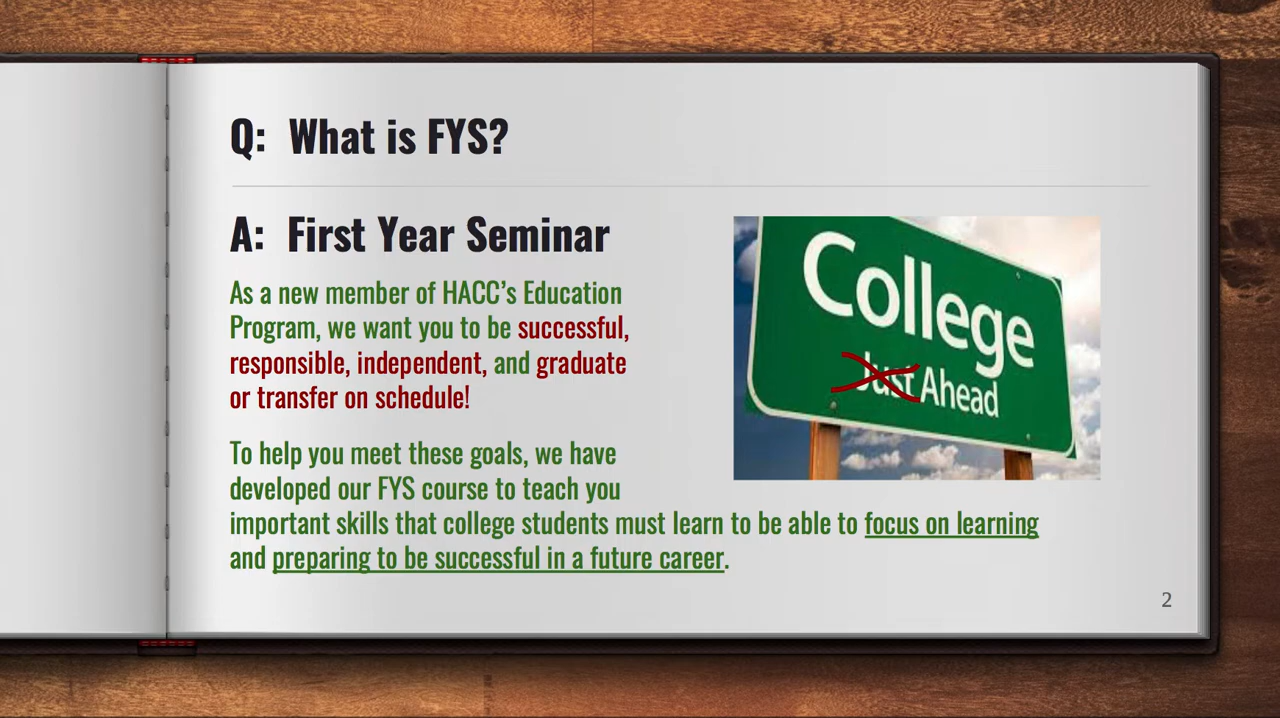 Q: What is FYS?
A: First Year Seminar
As a new member of HACC’s Education
Program, we want you to be successful,
responsible, independent, and graduate
or transfer on schedule!
To help you meet these goals, we have
developed our FYS course to teach you
important skills that college students must learn to be able to focus on learning
and preparing to be successful in a future career.
College
Just Ahead
2